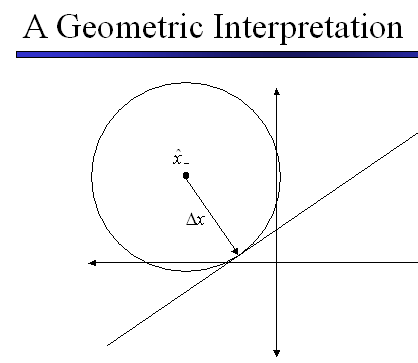 A Geometric Interpretation
x̂₋
Δx